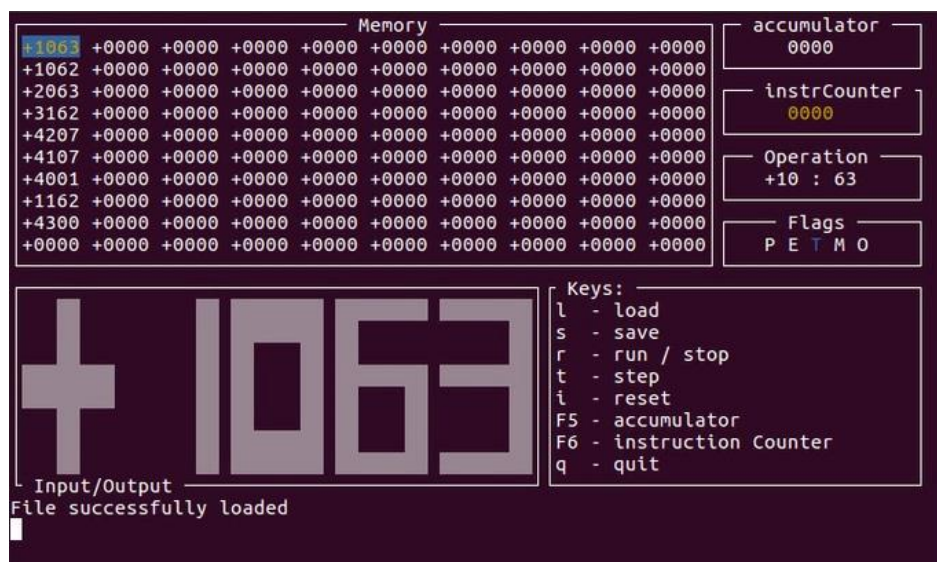 Memory
+1063 +0000 +0000 +0000 +0000 +0000 +0000 +0000 +0000 +0000
+1062 +0000 +0000 +0000 +0000 +0000 +0000 +0000 +0000 +0000
+2063 +0000 +0000 +0000 +0000 +0000 +0000 +0000 +0000 +0000
+3162 +0000 +0000 +0000 +0000 +0000 +0000 +0000 +0000 +0000
+4207 +0000 +0000 +0000 +0000 +0000 +0000 +0000 +0000 +0000
+4107 +0000 +0000 +0000 +0000 +0000 +0000 +0000 +0000 +0000
+4001 +0000 +0000 +0000 +0000 +0000 +0000 +0000 +0000 +0000
+1162 +0000 +0000 +0000 +0000 +0000 +0000 +0000 +0000 +0000
+4300 +0000 +0000 +0000 +0000 +0000 +0000 +0000 +0000 +0000
+0000 +0000 +0000 +0000 +0000 +0000 +0000 +0000 +0000 +0000
accumulator
0000
instrCounter
0000
Operation
+10 : 63
Flags
P E T M O
+1063
Input/Output
Keys:
l - load
s - save
r - run / stop
t - step
i - reset
F5 - accumulator
F6 - instruction Counter
q - quit
File successfully loaded